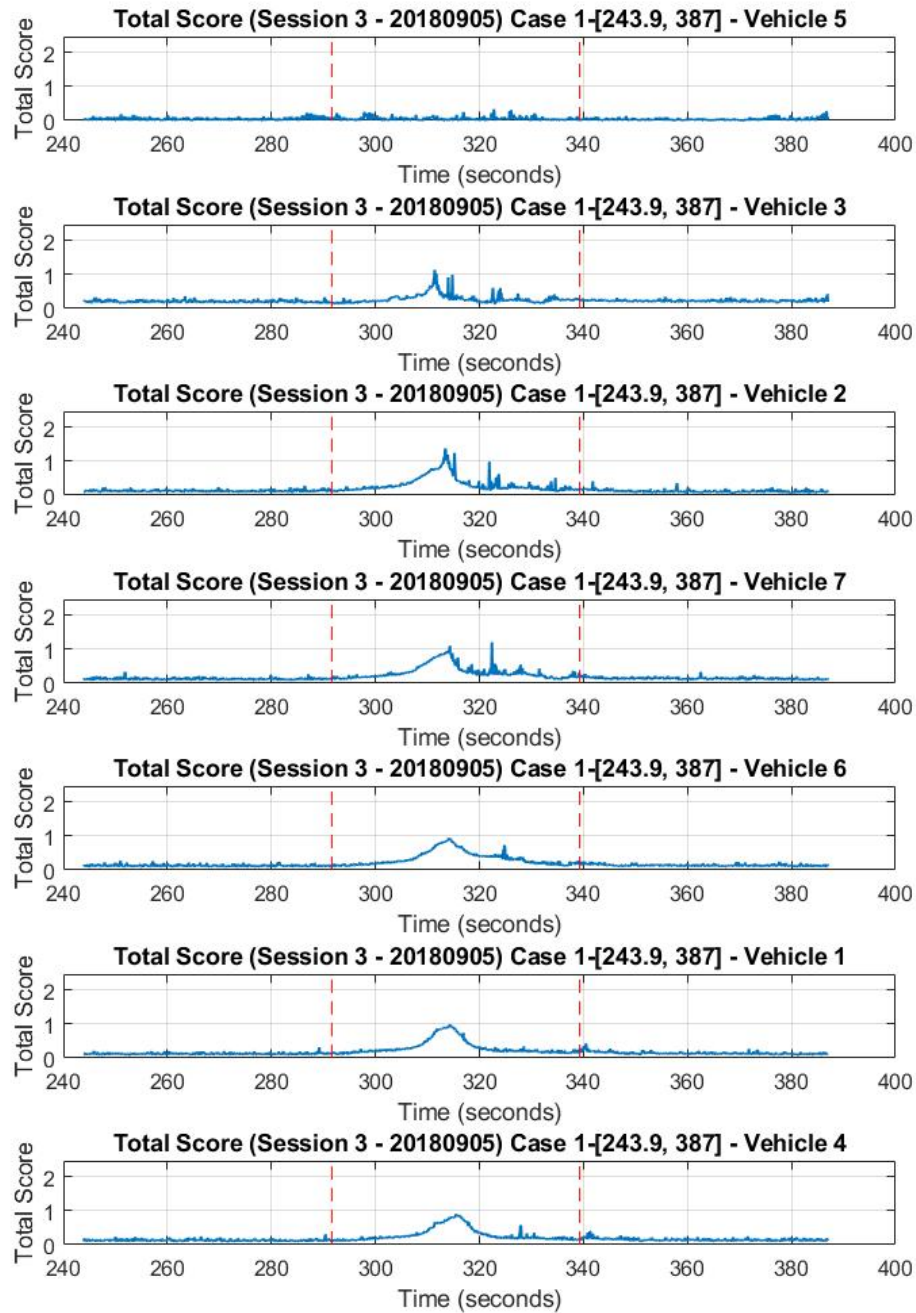 Total Score (Session 3 - 20180905) Case 1-[243.9, 387] - Vehicle 5
Total Score
2
1
0
240 260 280 300 320 340 360 380 400
Time (seconds)
Total Score (Session 3 - 20180905) Case 1-[243.9, 387] - Vehicle 3
Total Score
2
1
0
240 260 280 300 320 340 360 380 400
Time (seconds)
Total Score (Session 3 - 20180905) Case 1-[243.9, 387] - Vehicle 2
Total Score
2
1
0
240 260 280 300 320 340 360 380 400
Time (seconds)
Total Score (Session 3 - 20180905) Case 1-[243.9, 387] - Vehicle 7
Total Score
2
1
0
240 260 280 300 320 340 360 380 400
Time (seconds)
Total Score (Session 3 - 20180905) Case 1-[243.9, 387] - Vehicle 6
Total Score
2
1
0
240 260 280 300 320 340 360 380 400
Time (seconds)
Total Score (Session 3 - 20180905) Case 1-[243.9, 387] - Vehicle 1
Total Score
2
1
0
240 260 280 300 320 340 360 380 400
Time (seconds)
Total Score (Session 3 - 20180905) Case 1-[243.9, 387] - Vehicle 4
Total Score
2
1
0
240 260 280 300 320 340 360 380 400
Time (seconds)